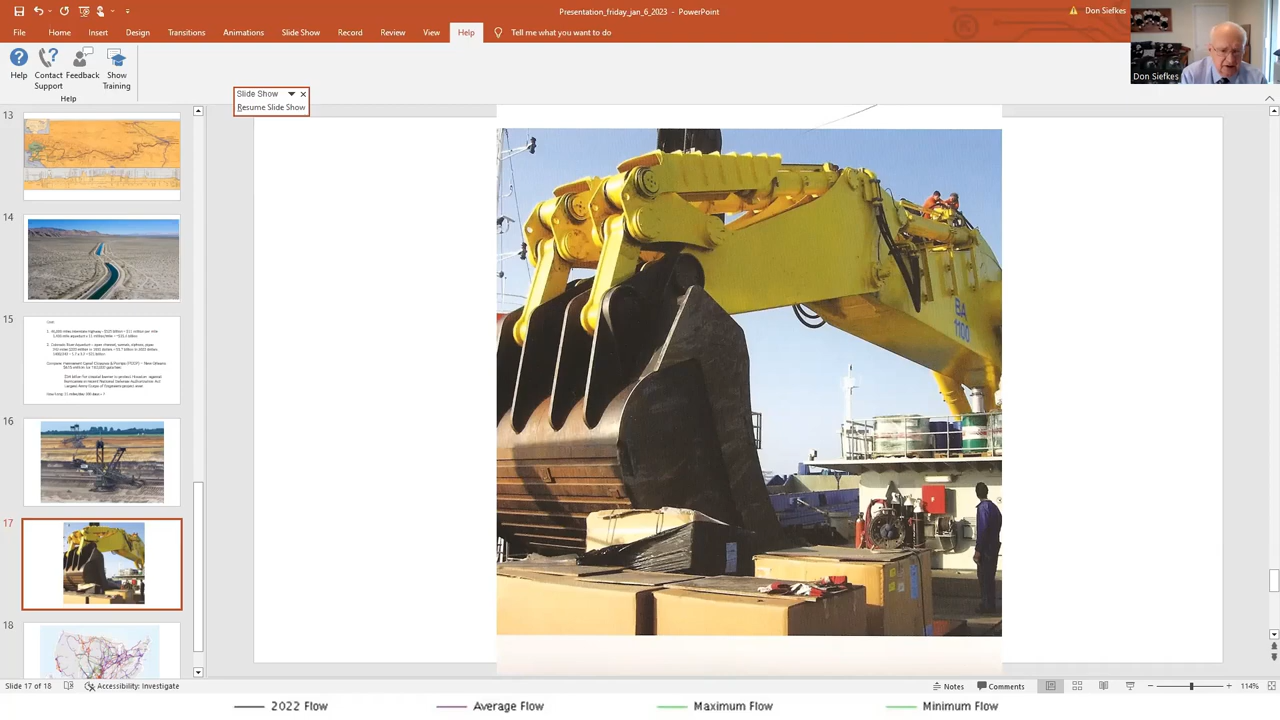 Presentation_friday_jan_6_2023 - PowerPoint
Don Siefkes
File Home Insert Design Transitions Animations Slide Show Record Review View Help Tell me what you want to do
Help Contact Support Feedback Show Training
Help
Don Siefkes
Slide Show
Resume Slide Show
13
14
15
16
17
18
BA
1100
Slide 17 of 18 Accessibility: Investigate Notes Comments 114%
2022 Flow Average Flow Maximum Flow Minimum Flow